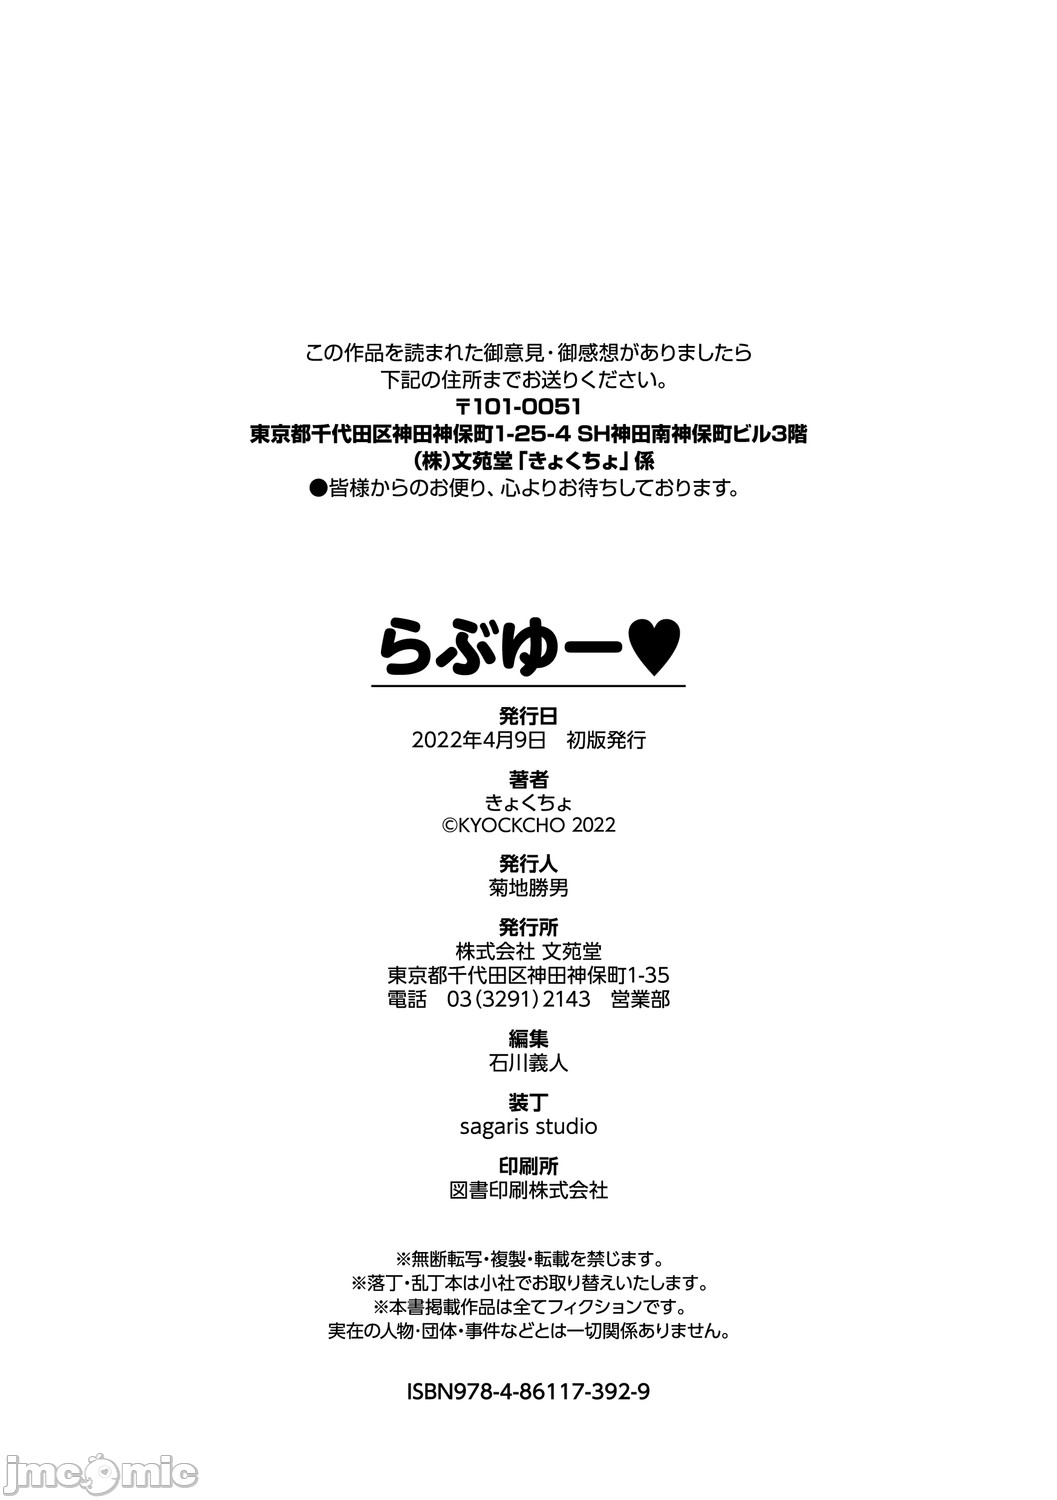 この作品を読まれた御意見・御感想がありましたら
下記の住所までお送りください。
〒101-0051
東京都千代田区神田神保町1-25-4 SH神田南神保町ビル3階
（株）文苑堂「きょくちょ」係
●皆様からのお便り、心よりお待ちしております。
らぶゆー♥
発行日
2022年4月9日　初版発行
著者
きょくちょ
©KYOCKCHO 2022
発行人
菊地勝男
発行所
株式会社 文苑堂
東京都千代田区神田神保町1-35
電話　03（3291）2143　営業部
編集
石川義人
装丁
sagaris studio
印刷所
図書印刷株式会社
※無断転写・複製・転載を禁じます。
※落丁・乱丁本は小社でお取り替えいたします。
※本書掲載作品は全てフィクションです。
実在の人物・団体・事件などとは一切関係ありません。
ISBN978-4-86117-392-9
jmcomic